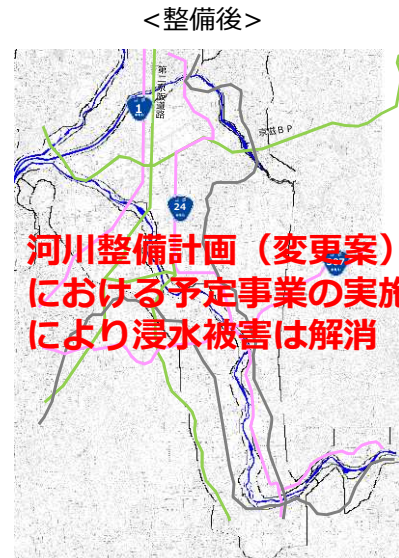 <整備後>
1
第二京阪道路
京滋BP
24
河川整備計画（変更案）
における予定事業の実施
により浸水被害は解消